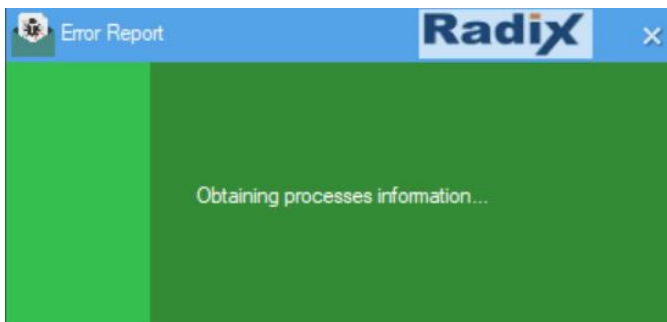 Error Report
Radix
×
Obtaining processes information...